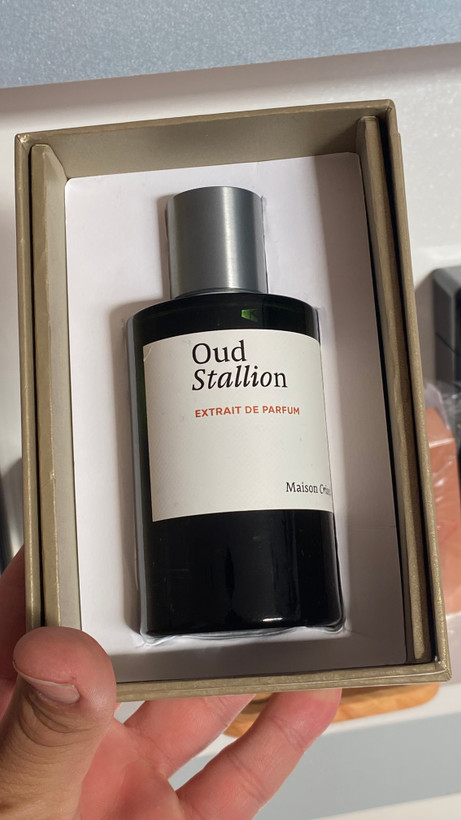 Oud
Stallion
EXTRAIT DE PARFUM
Maison